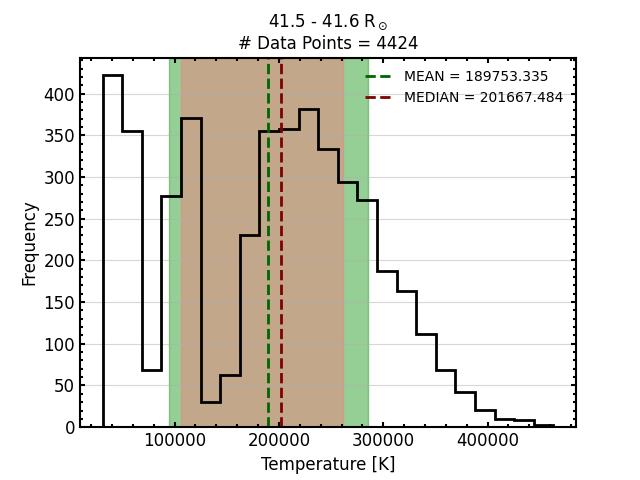 41.5 - 41.6 R⊙
# Data Points = 4424
MEAN = 189753.335
MEDIAN = 201667.484
Frequency
400
350
300
250
200
150
100
50
0
100000 200000 300000 400000
Temperature [K]